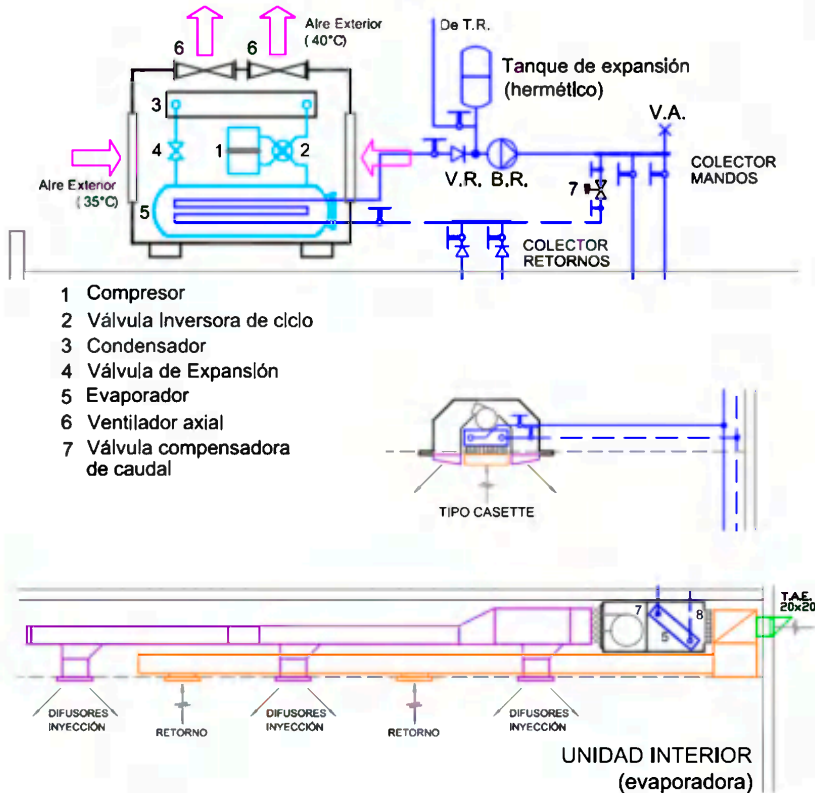 Aire Exterior
(40°C)
De T.R.
6
6
Tanque de expansión
(hermético)
V.A.
3
4
1
2
COLECTOR
MANDOS
Aire Exterior
( 35°C)
V.R.
B.R.
7
5
COLECTOR
RETORNOS
1 Compresor
2 Válvula Inversora de ciclo
3 Condensador
4 Válvula de Expansión
5 Evaporador
6 Ventilador axial
7 Válvula compensadora
de caudal
TIPO CASETTE
T.A.E.
20x20
7
8
5
DIFUSORES
INYECCIÓN
RETORNO
DIFUSORES
INYECCIÓN
RETORNO
DIFUSORES
INYECCIÓN
UNIDAD INTERIOR
(evaporadora)